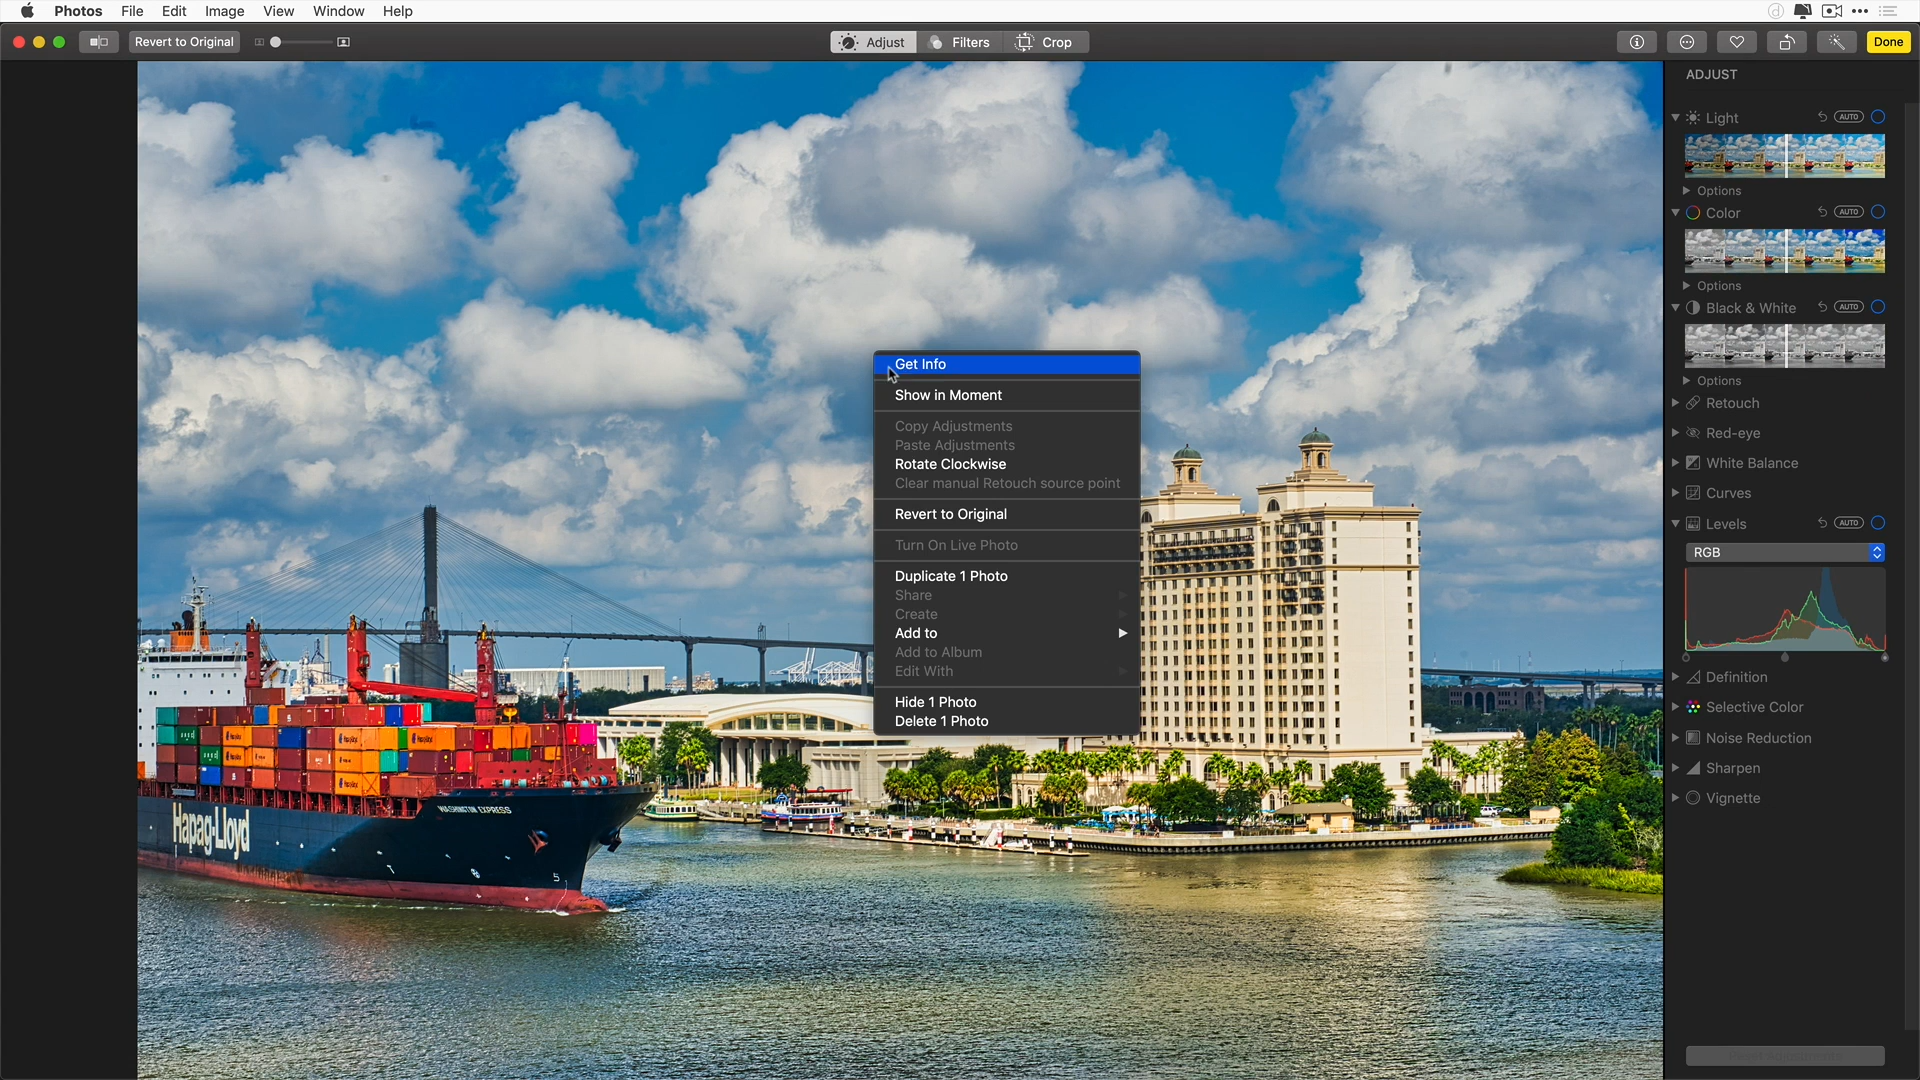 Photos File Edit Image View Window Help
Revert to Original
Adjust Filters Crop
Done
ADJUST
Light AUTO
Options
Color AUTO
Options
Black & White AUTO
Options
Retouch
Red-eye
White Balance
Curves
Levels AUTO
RGB
Definition
Selective Color
Noise Reduction
Sharpen
Vignette
Reset Adjustments
Get Info
Show in Moment
Copy Adjustments
Paste Adjustments
Rotate Clockwise
Clear manual Retouch source point
Revert to Original
Turn On Live Photo
Duplicate 1 Photo
Share
Create
Add to
Add to Album
Edit With
Hide 1 Photo
Delete 1 Photo
WASHINGTON EXPRESS
Hapag-Lloyd